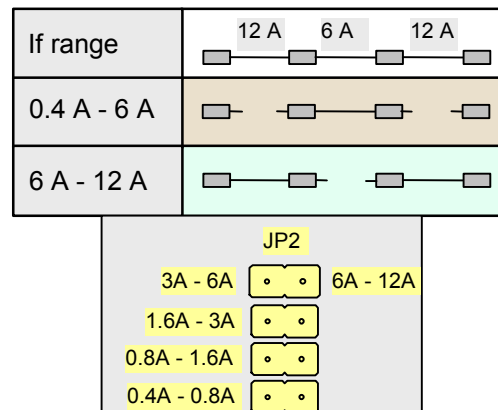 If range 12 A 6 A 12 A
0.4 A - 6 A
6 A - 12 A
JP2
3A - 6A 6A - 12A
1.6A - 3A
0.8A - 1.6A
0.4A - 0.8A